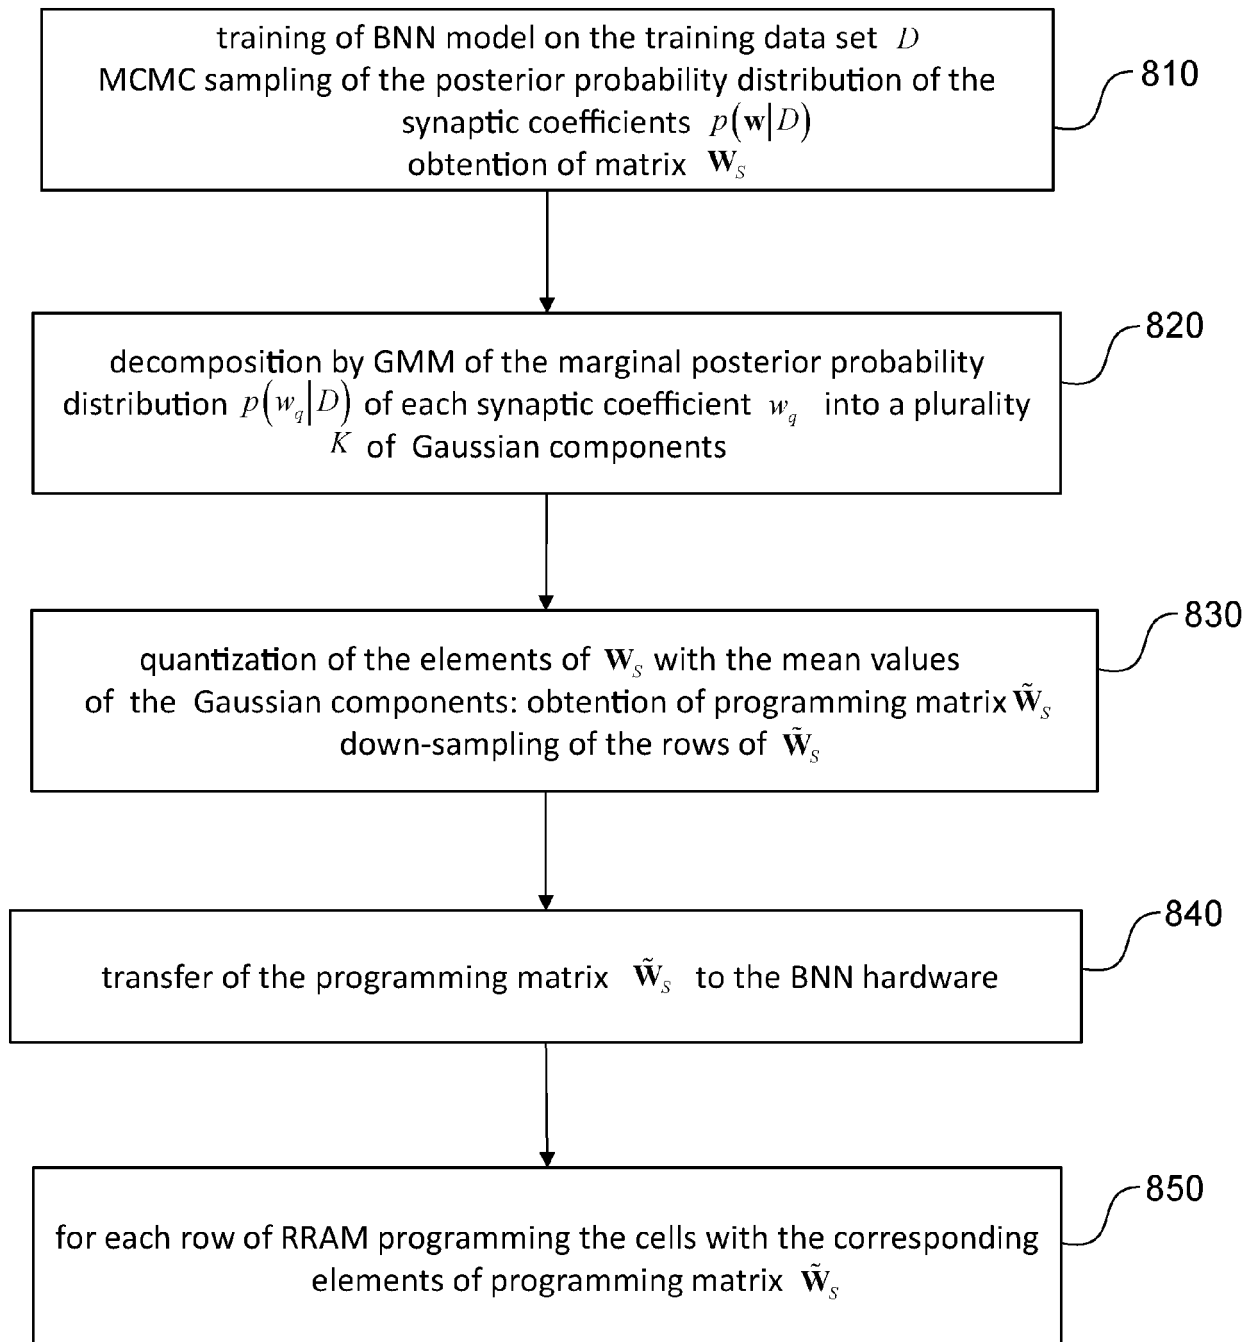 training of BNN model on the training data set D
MCMC sampling of the posterior probability distribution of the
synaptic coefficients p(w|D)
obtention of matrix W_S
810
decomposition by GMM of the marginal posterior probability
distribution p(w_q|D) of each synaptic coefficient w_q into a plurality
K of Gaussian components
820
quantization of the elements of W_S with the mean values
of the Gaussian components: obtention of programming matrix W̃_S
down-sampling of the rows of W̃_S
830
transfer of the programming matrix W̃_S to the BNN hardware
840
for each row of RRAM programming the cells with the corresponding
elements of programming matrix W̃_S
850